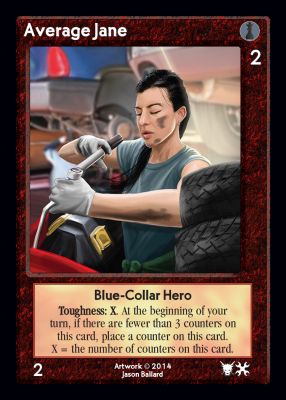 Average Jane
2
Blue-Collar Hero
Toughness: X. At the beginning of your
turn, if there are fewer than 3 counters on
this card, place a counter on this card.
X = the number of counters on this card.
2
Artwork © 2014
Jason Ballard